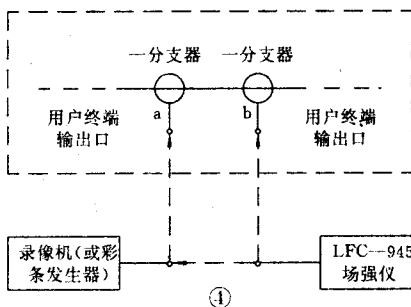 一分支器 一分支器
a b
用户终端 用户终端
输出口 输出口
录像机(或彩 LFC—945
条发生器) 场强仪
④